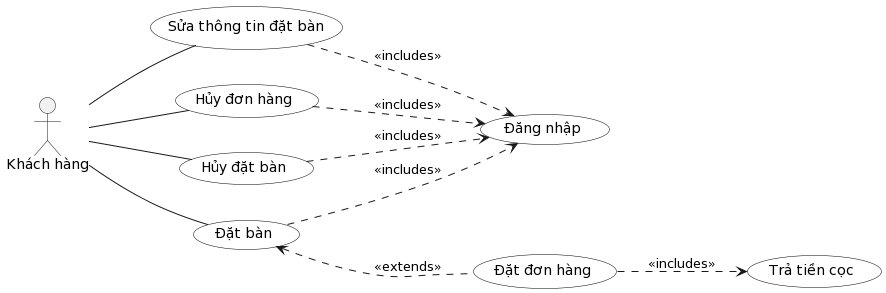 Sửa thông tin đặt bàn
«includes»
Hủy đơn hàng
«includes»
Đăng nhập
Khách hàng
Hủy đặt bàn
«includes»
«includes»
Đặt bàn
«extends»
Đặt đơn hàng
«includes»
Trả tiền cọc